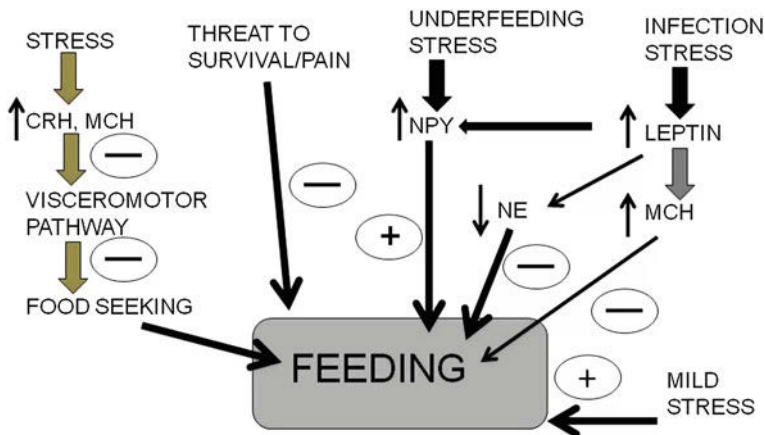 STRESS
CRH, MCH
—
VISCEROMOTOR
PATHWAY
—
FOOD SEEKING
THREAT TO
SURVIVAL/PAIN
—
UNDERFEEDING
STRESS
NPY
+
INFECTION
STRESS
LEPTIN
NE
—
MCH
—
FEEDING
+
MILD
STRESS